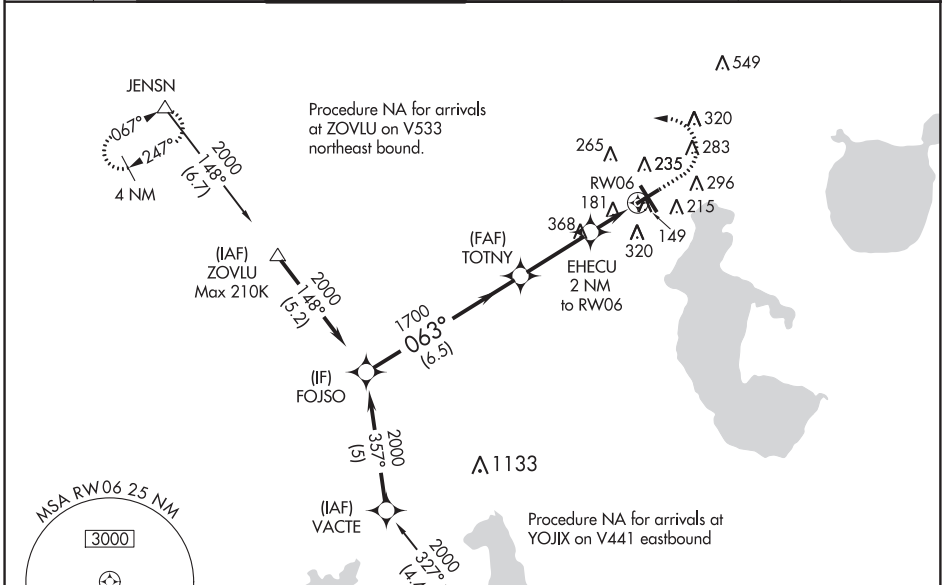 549
JENSN
Procedure NA for arrivals
at ZOVLU on V533
northeast bound.
067°
247°
4 NM
2000
148°
(6.7)
320
283
265
235
RW06
296
181
215
368
149
320
(FAF)
TOTNY
EHECU
2 NM
to RW06
(IAF)
ZOVLU
Max 210K
2000
148°
(5.2)
1700
063°
(6.5)
(IF)
FOJSO
2000
357°
(5)
1133
(IAF)
VACTE
Procedure NA for arrivals at
YOJIX on V441 eastbound
2000
327°
MSA RW06 25 NM
3000